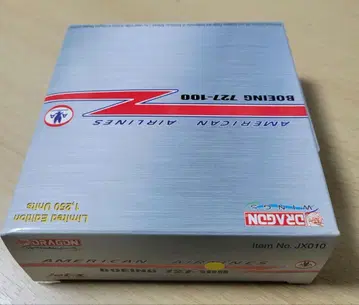 BOEING 727-100
AMERICAN AIRLINES
AA
Limited Edition
1,250 Units
DRAGON
Item No. JX010
DRAGON
AMERICAN AIRLINES
BOEING 727-100